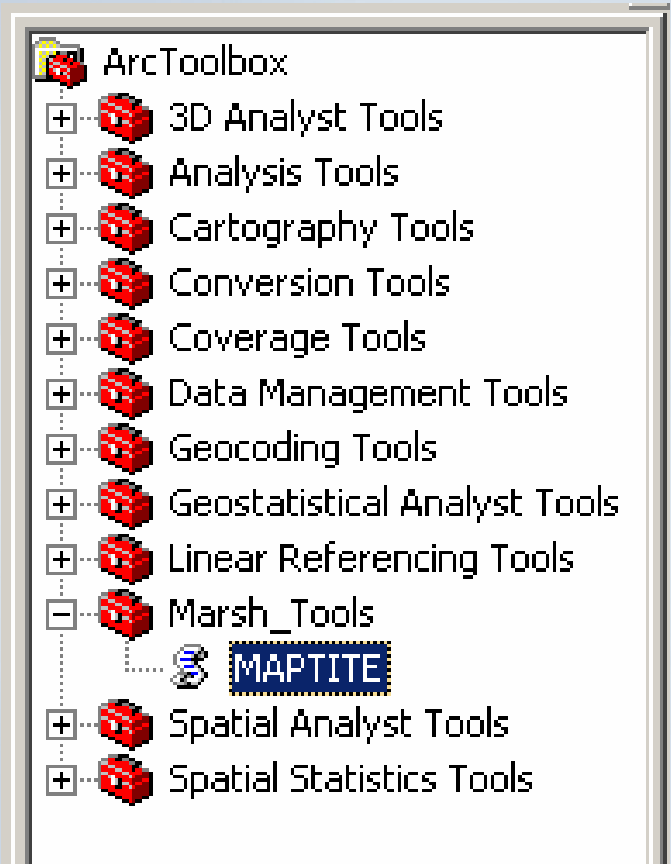 ArcToolbox
3D Analyst Tools
Analysis Tools
Cartography Tools
Conversion Tools
Coverage Tools
Data Management Tools
Geocoding Tools
Geostatistical Analyst Tools
Linear Referencing Tools
Marsh_Tools
MAPTITE
Spatial Analyst Tools
Spatial Statistics Tools